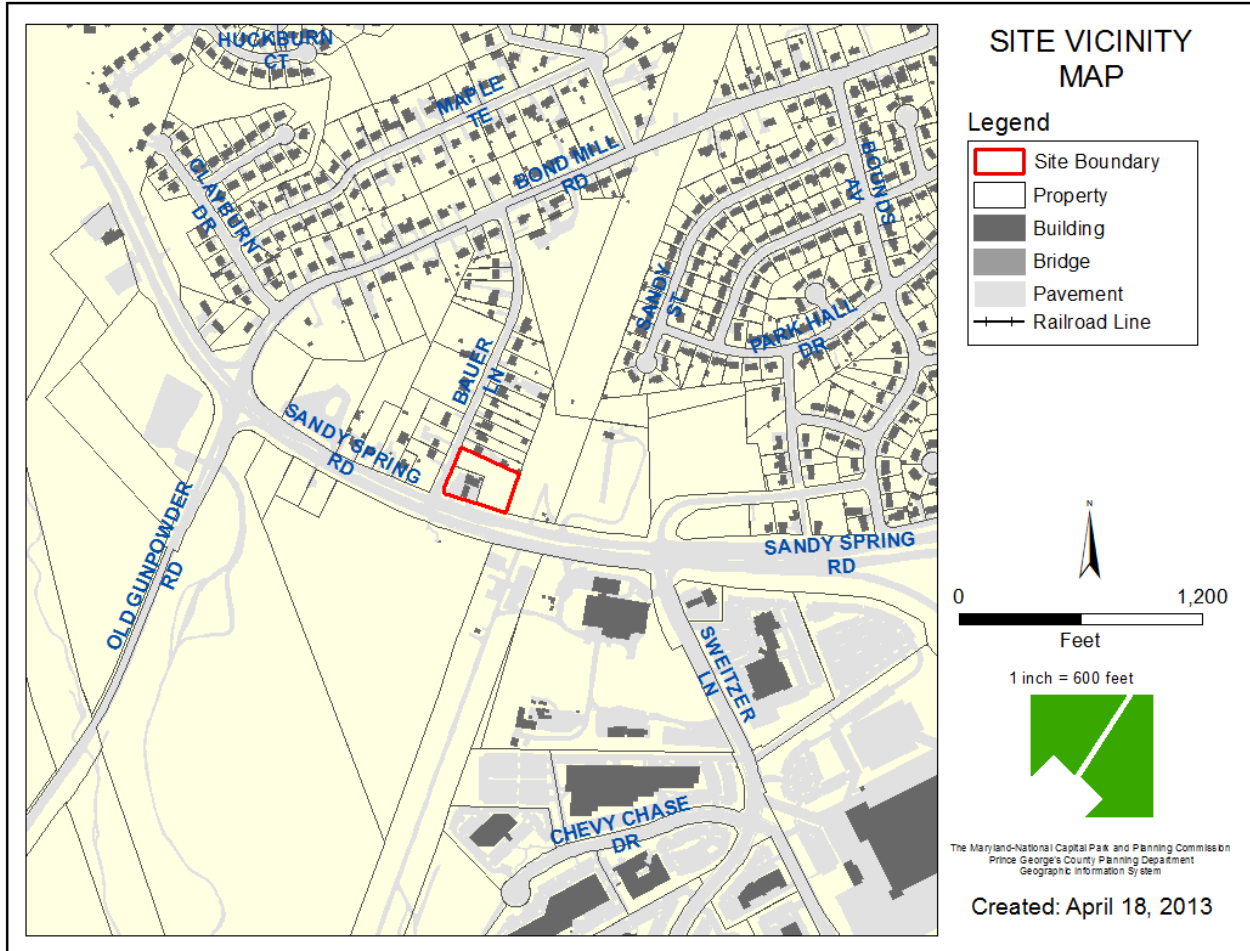 HUCKBURN
CT
MAPLE
TE
CLAYBURN
DR
BOND MILL
RD
BOUNDS
AV
SANDY
ST
PARK HALL
DR
BAUER
LN
SANDY SPRING
RD
OLD GUNPOWDER
RD
SANDY SPRING
RD
SWEITZER
LN
CHEVY CHASE
DR
SITE VICINITY
MAP
Legend
Site Boundary
Property
Building
Bridge
Pavement
Railroad Line
N
0 1,200
Feet
1 inch = 600 feet
The Maryland-National Capital Park and Planning Commission
Prince George's County Planning Department
Geographic Information System
Created: April 18, 2013